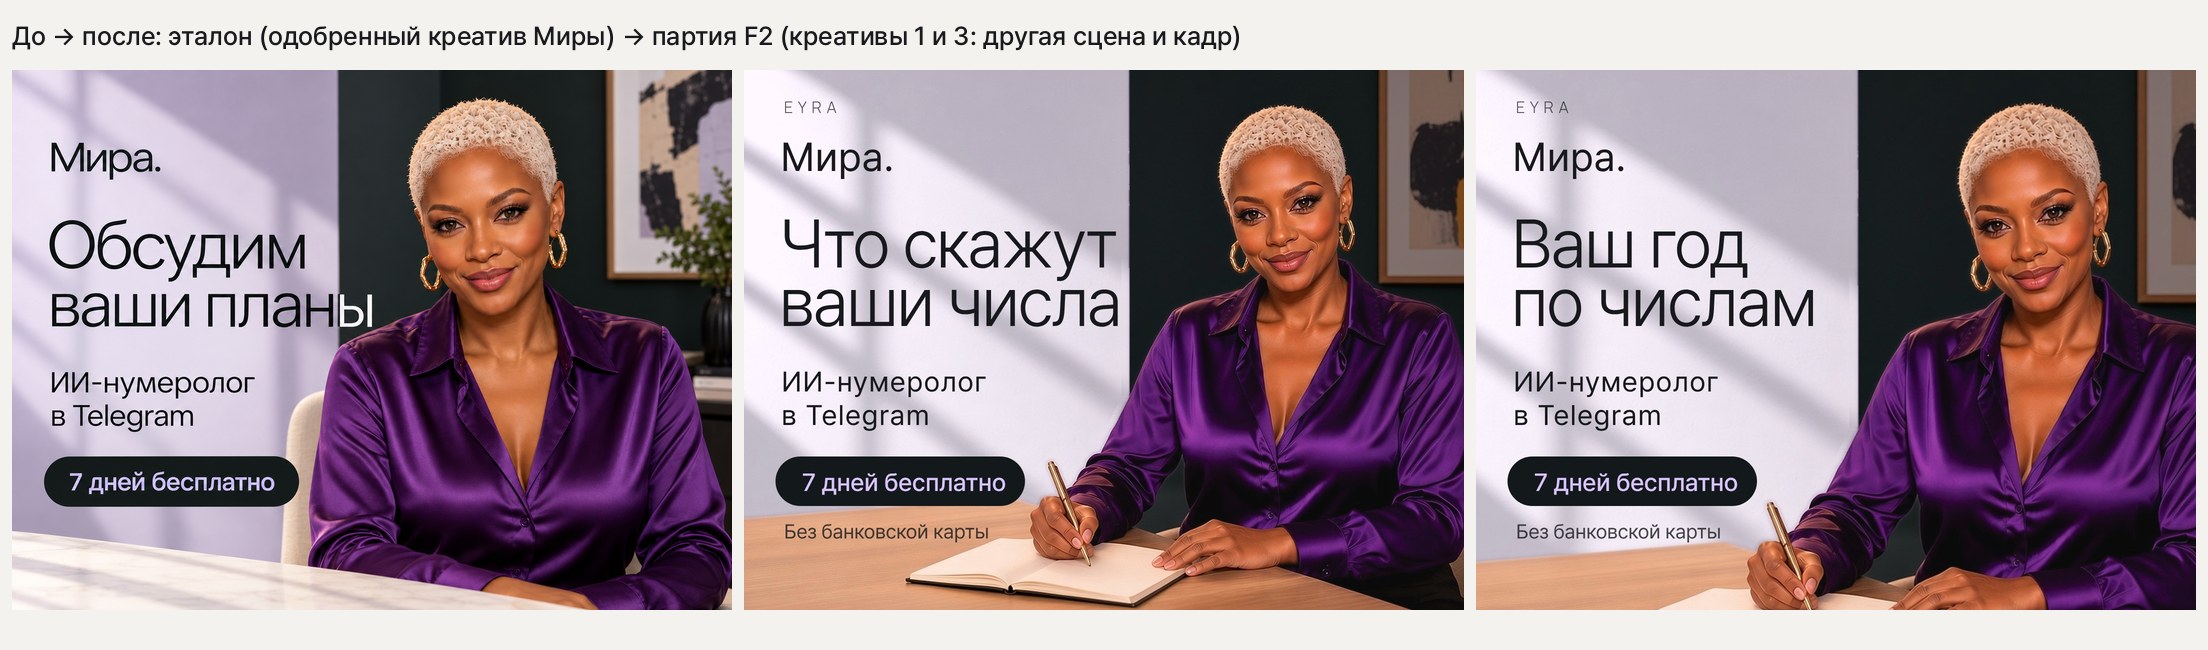 До → после: эталон (одобренный креатив Миры) → партия F2 (креативы 1 и 3: другая сцена и кадр)
Мира.
Обсудим
ваши планы
ИИ-нумеролог
в Telegram
7 дней бесплатно
EYRA
Мира.
Что скажут
ваши числа
ИИ-нумеролог
в Telegram
7 дней бесплатно
Без банковской карты
EYRA
Мира.
Ваш год
по числам
ИИ-нумеролог
в Telegram
7 дней бесплатно
Без банковской карты